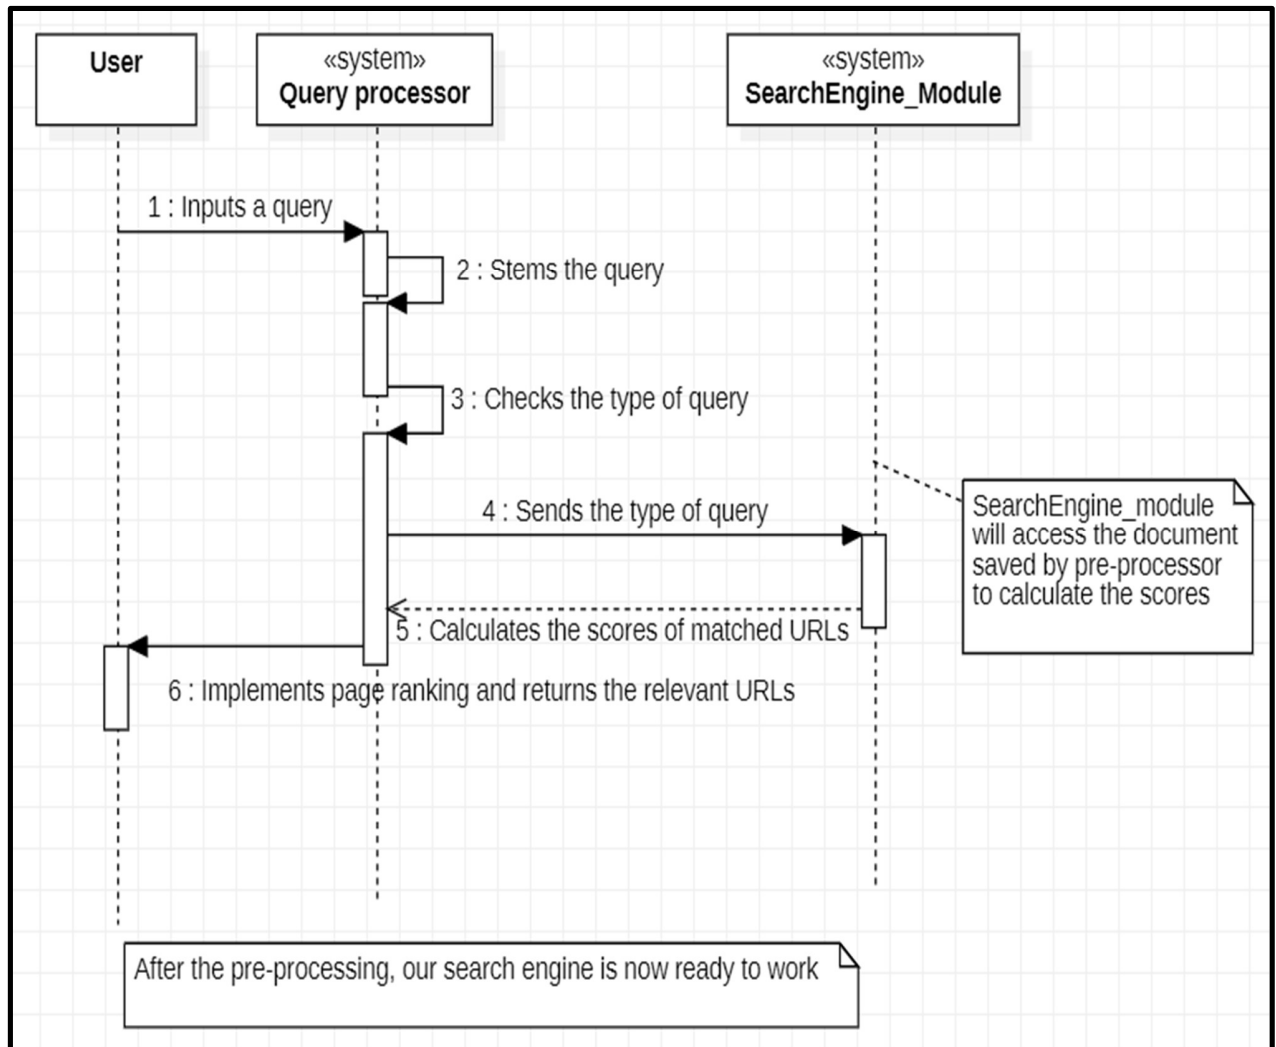 User
«system»
Query processor
«system»
SearchEngine_Module
1 : Inputs a query
2 : Stems the query
3 : Checks the type of query
4 : Sends the type of query
SearchEngine_module
will access the document
saved by pre-processor
to calculate the scores
5 : Calculates the scores of matched URLs
6 : Implements page ranking and returns the relevant URLs
After the pre-processing, our search engine is now ready to work